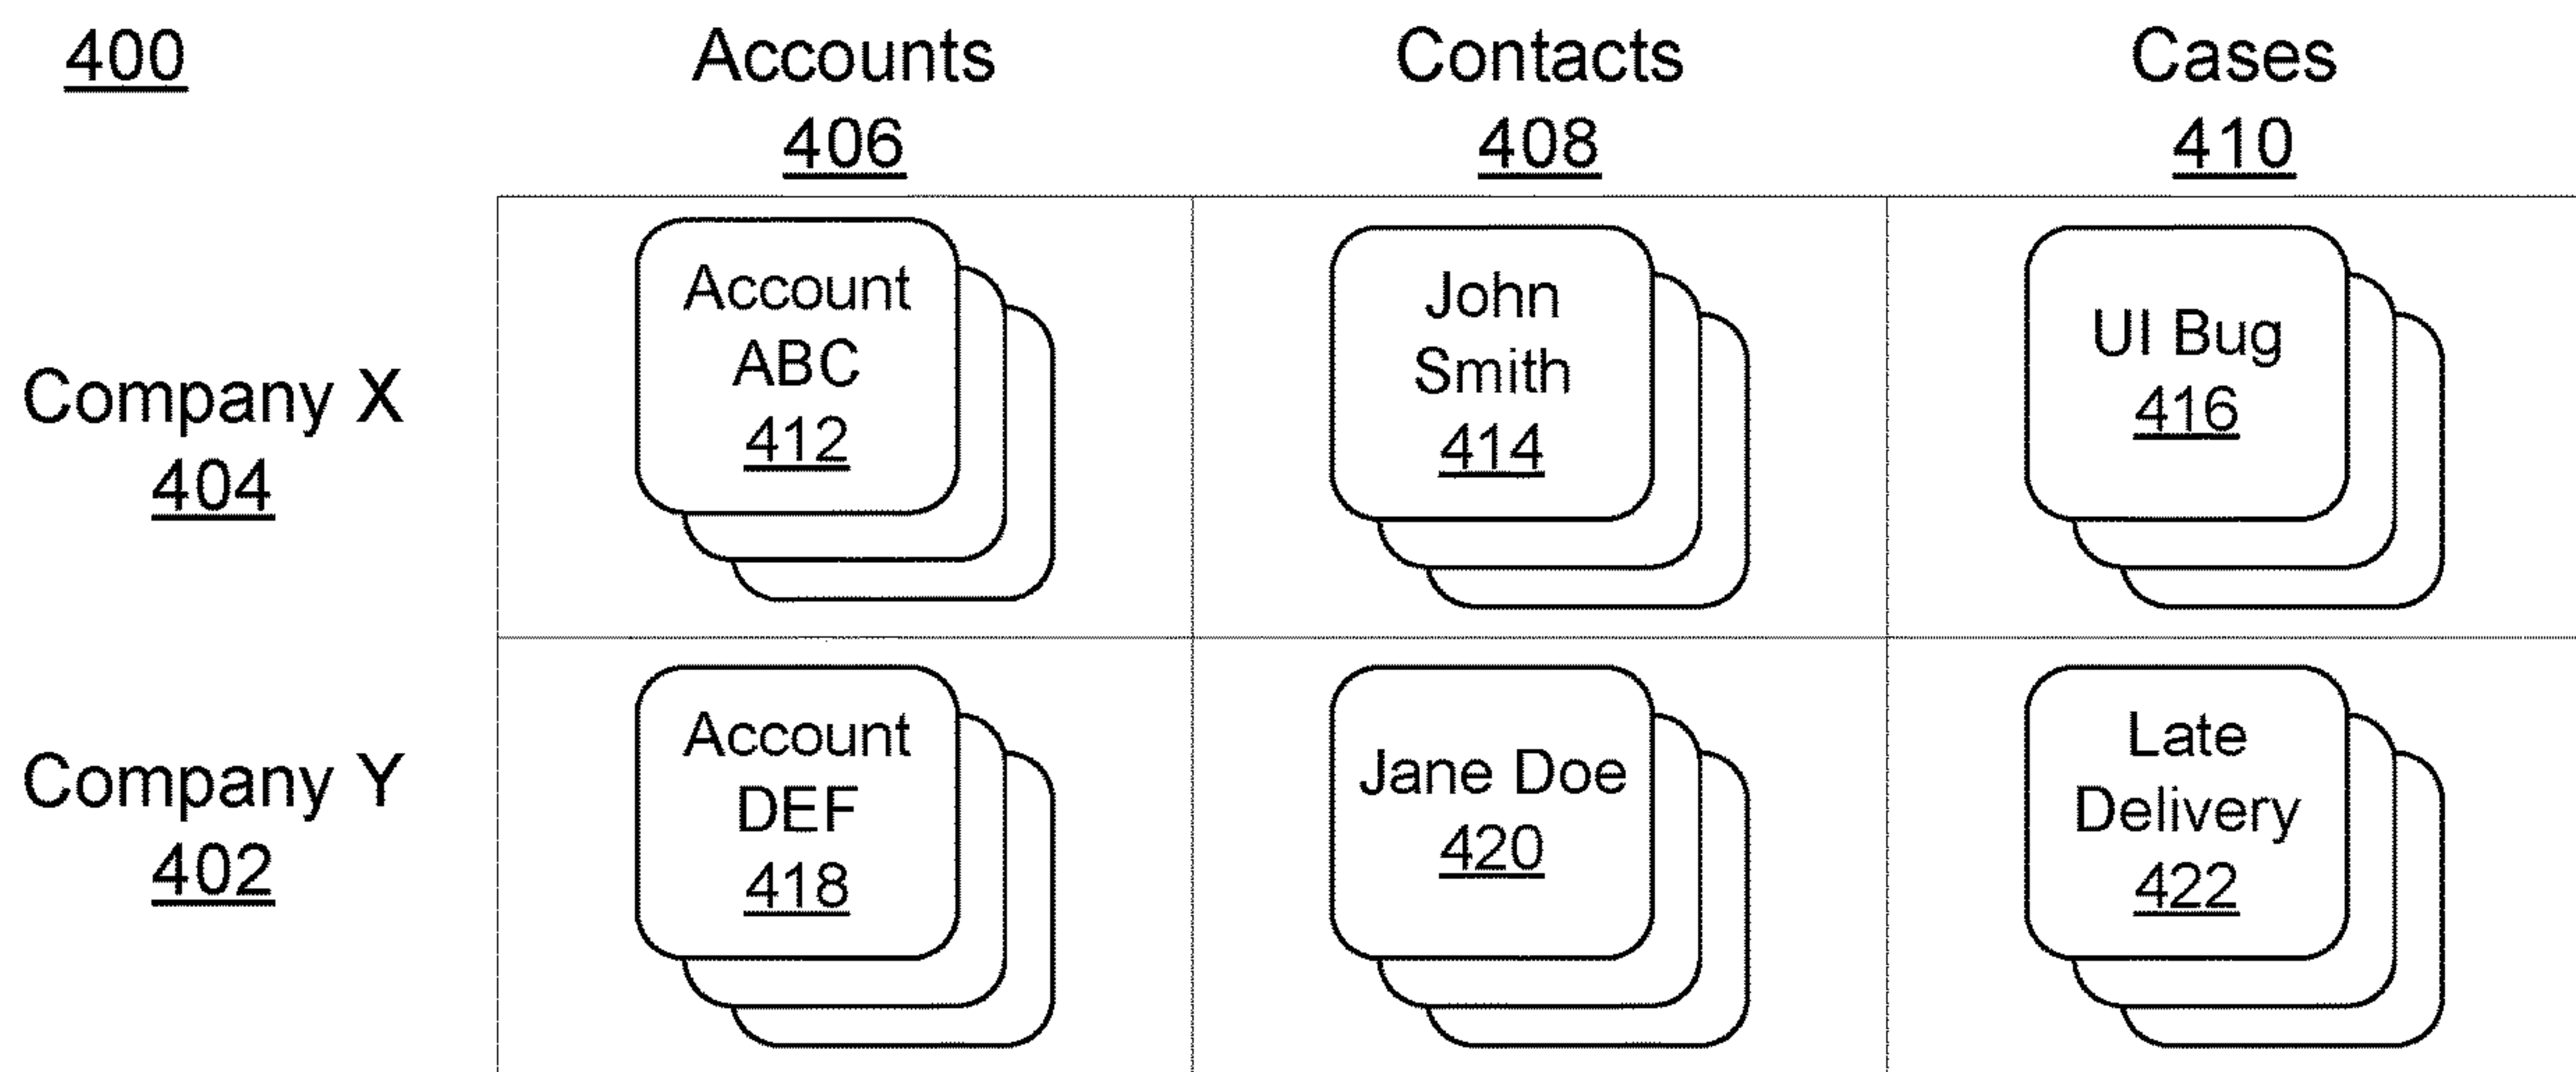 400
Accounts
406
Contacts
408
Cases
410
Company X
404
Account
ABC
412
John
Smith
414
UI Bug
416
Company Y
402
Account
DEF
418
Jane Doe
420
Late
Delivery
422